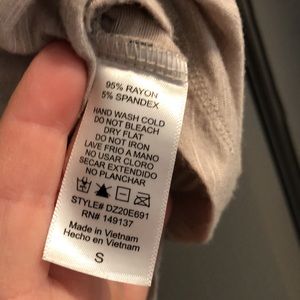 95% RAYON
5% SPANDEX
HAND WASH COLD
DO NOT BLEACH
DRY FLAT
DO NOT IRON
LAVE FRIO A MANO
NO USAR CLORO
SECAR EXTENDIDO
NO PLANCHAR
STYLE# DZ20E691
RN# 149137
Made in Vietnam
Hecho en Vietnam
S